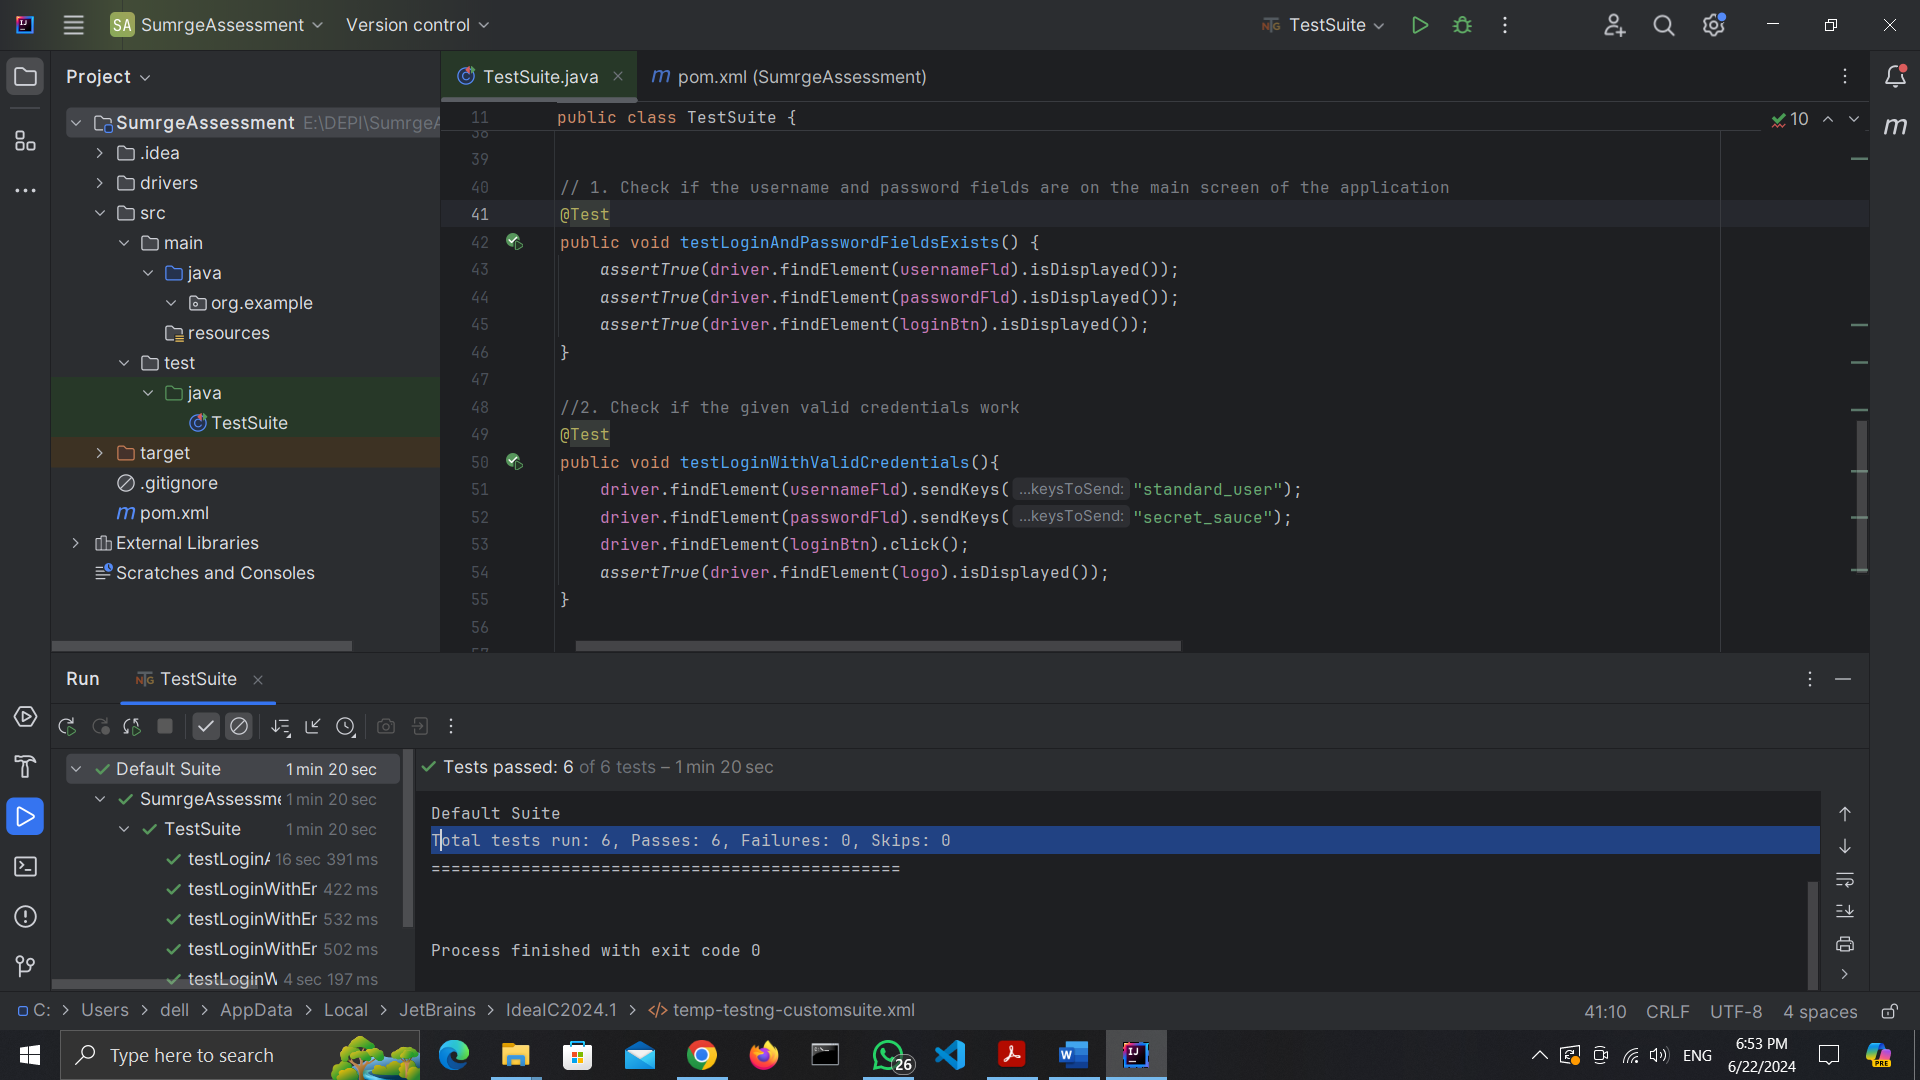 SA SumrgeAssessment Version control TestSuite
Project
TestSuite.java
pom.xml (SumrgeAssessment)
SumrgeAssessment E:\DEPI\SumrgeA
.idea
drivers
src
main
java
org.example
resources
test
java
TestSuite
target
.gitignore
pom.xml
External Libraries
Scratches and Consoles
11 public class TestSuite {
10
38
39
40 // 1. Check if the username and password fields are on the main screen of the application
41 @Test
42 public void testLoginAndPasswordFieldsExists() {
43 assertTrue(driver.findElement(usernameFld).isDisplayed());
44 assertTrue(driver.findElement(passwordFld).isDisplayed());
45 assertTrue(driver.findElement(loginBtn).isDisplayed());
46 }
47
48 //2. Check if the given valid credentials work
49 @Test
50 public void testLoginWithValidCredentials(){
51 driver.findElement(usernameFld).sendKeys( ...keysToSend: "standard_user");
52 driver.findElement(passwordFld).sendKeys( ...keysToSend: "secret_sauce");
53 driver.findElement(loginBtn).click();
54 assertTrue(driver.findElement(logo).isDisplayed());
55 }
56
Run TestSuite
Default Suite 1 min 20 sec
SumrgeAssessme 1 min 20 sec
TestSuite 1 min 20 sec
testLoginA 16 sec 391 ms
testLoginWithEr 422 ms
testLoginWithEr 532 ms
testLoginWithEr 502 ms
testLoginW 4 sec 197 ms
Tests passed: 6 of 6 tests – 1 min 20 sec
Default Suite
Total tests run: 6, Passes: 6, Failures: 0, Skips: 0
===============================================
Process finished with exit code 0
C: > Users > dell > AppData > Local > JetBrains > IdeaIC2024.1 > temp-testng-customsuite.xml
41:10 CRLF UTF-8 4 spaces
Type here to search
26
ENG
6:53 PM
6/22/2024
PRE